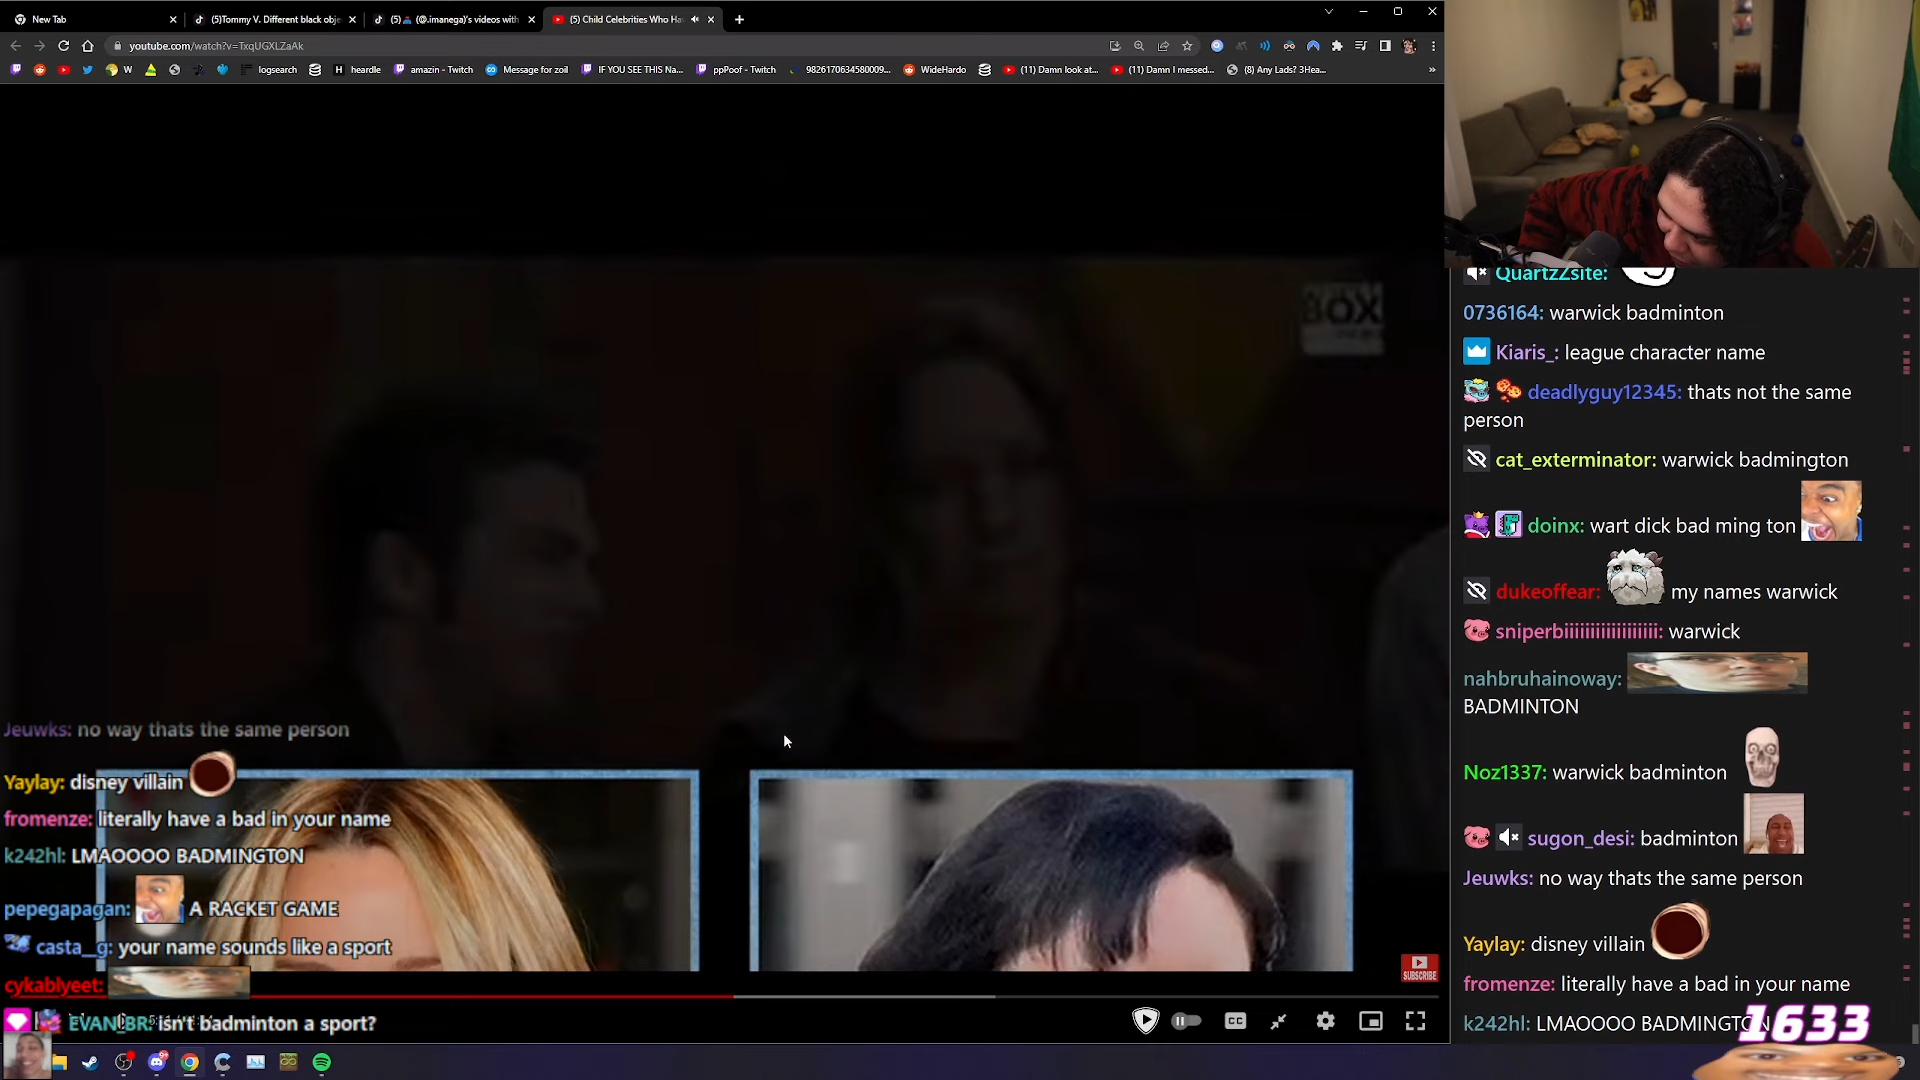 New Tab
(5)Tommy V. Different black obje
(5) (@.imanega)'s videos with
(5) Child Celebrities Who Ha
youtube.com/watch?v=TxqUGXLZaAk
W
logsearch
H heardle
amazin - Twitch
Message for zoil
IF YOU SEE THIS Na...
ppPoof - Twitch
9826170634580009...
WideHardo
(11) Damn look at...
(11) Damn I messed...
(8) Any Lads? 3Hea...
»
BOX
QuartzZsite:
0736164: warwick badminton
Kiaris_: league character name
deadlyguy12345: thats not the same
person
cat_exterminator: warwick badmington
doinx: wart dick bad ming ton
dukeoffear: my names warwick
sniperbiiiiiiiiiiiiiiiiii: warwick
nahbruhainoway:
BADMINTON
Noz1337: warwick badminton
sugon_desi: badminton
Jeuwks: no way thats the same person
Yaylay: disney villain
fromenze: literally have a bad in your name
k242hl: LMAOOOO BADMINGTON
1633
Jeuwks: no way thats the same person
Yaylay: disney villain
fromenze: literally have a bad in your name
k242hl: LMAOOOO BADMINGTON
pepegapagan: A RACKET GAME
casta__g: your name sounds like a sport
cykablyeet:
EVAN_BR: isn't badminton a sport?
SUBSCRIBE
CC